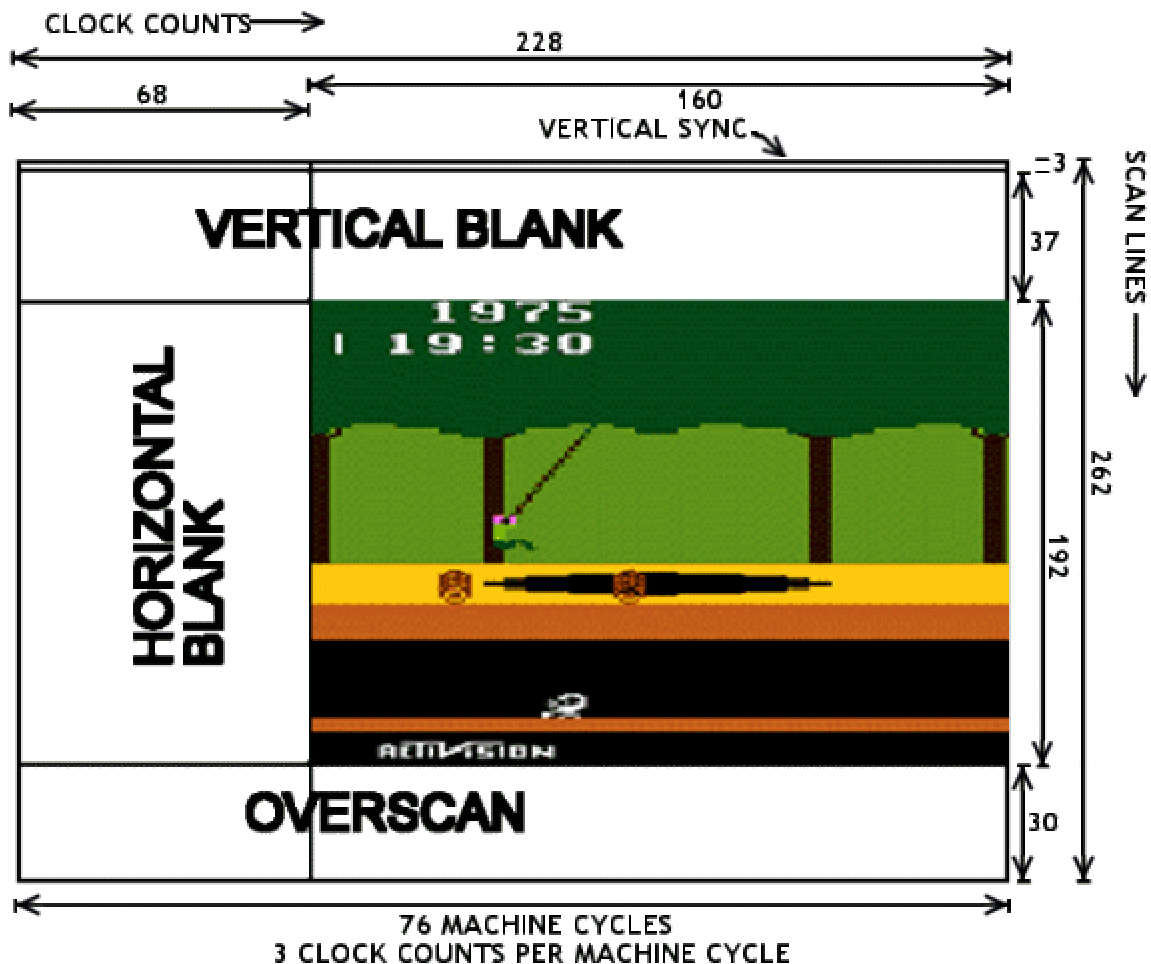 CLOCK COUNTS
228
68
160
VERTICAL SYNC
3
SCAN LINES
VERTICAL BLANK
37
1975
19:30
HORIZONTAL
BLANK
262
192
ACTIVISION
OVERSCAN
30
76 MACHINE CYCLES
3 CLOCK COUNTS PER MACHINE CYCLE